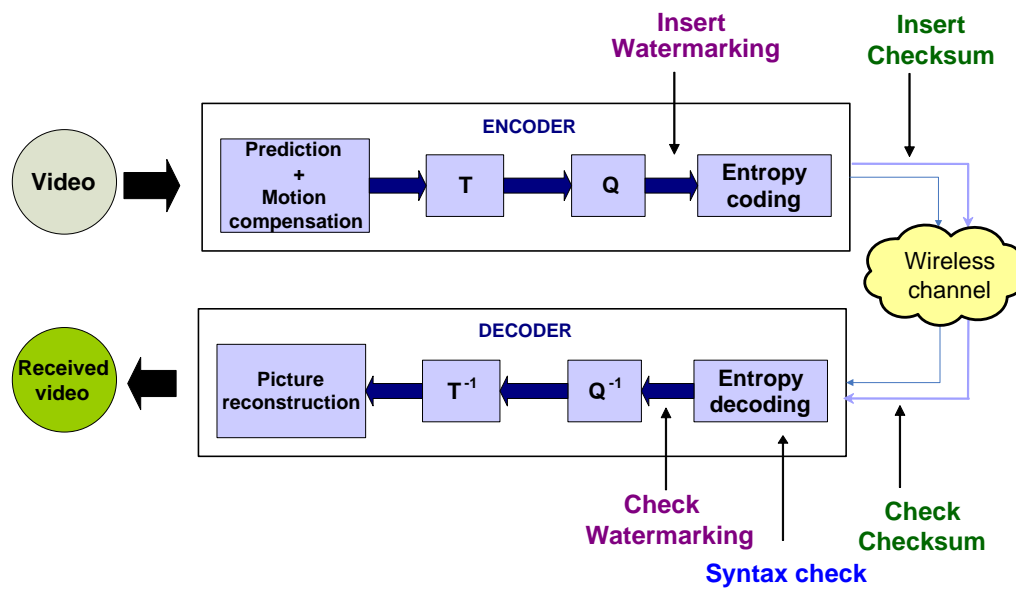 Insert
Watermarking
Insert
Checksum
ENCODER
Video
Prediction
+
Motion
compensation
T
Q
Entropy
coding
Wireless
channel
DECODER
Received
video
Picture
reconstruction
T-1
Q-1
Entropy
decoding
Check
Watermarking
Check
Checksum
Syntax check